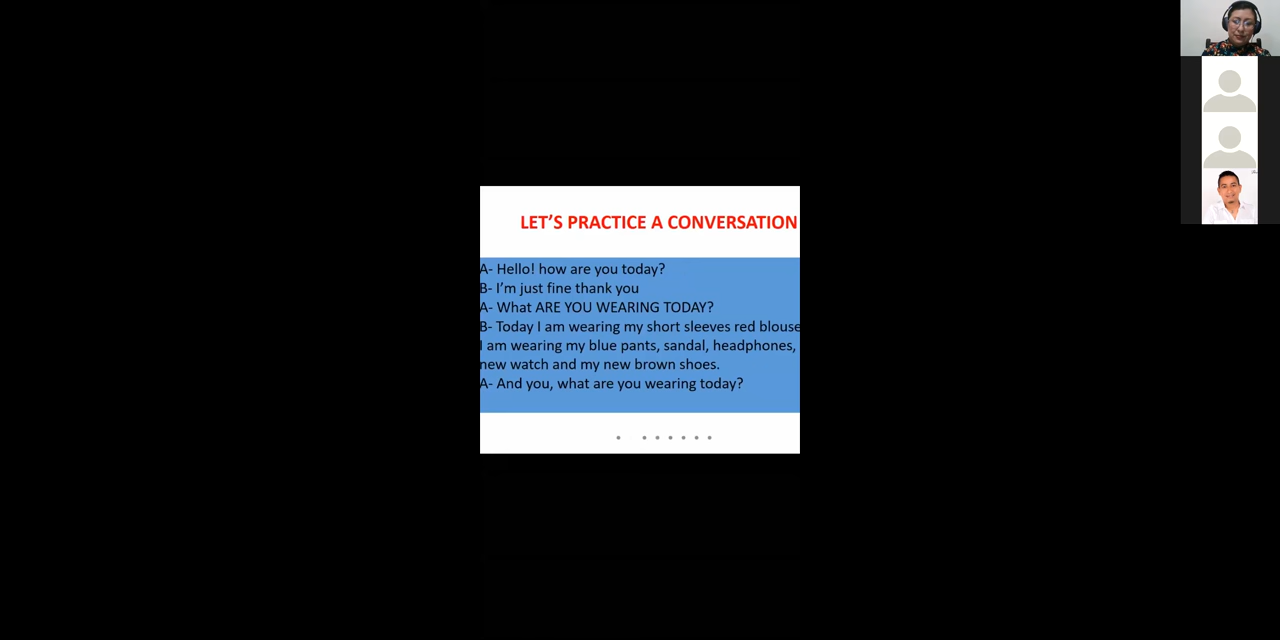 LET'S PRACTICE A CONVERSATION
A- Hello! how are you today?
B- I'm just fine thank you
A- What ARE YOU WEARING TODAY?
B- Today I am wearing my short sleeves red blouse
I am wearing my blue pants, sandal, headphones,
new watch and my new brown shoes.
A- And you, what are you wearing today?